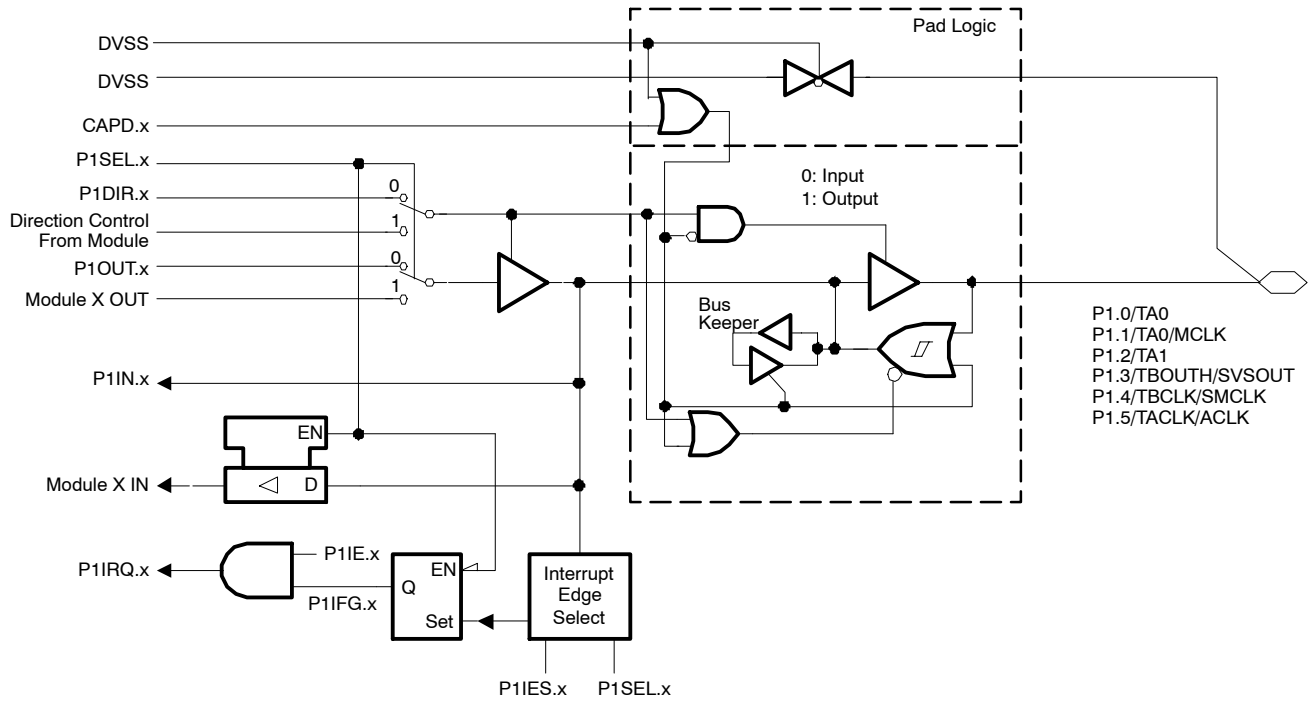 Pad Logic
DVSS
DVSS
CAPD.x
P1SEL.x
P1DIR.x
0
Direction Control
From Module
1
P1OUT.x
0
Module X OUT
1
0: Input
1: Output
Bus
Keeper
P1.0/TA0
P1.1/TA0/MCLK
P1.2/TA1
P1.3/TBOUTH/SVSOUT
P1.4/TBCLK/SMCLK
P1.5/TACLK/ACLK
P1IN.x
EN
Module X IN
D
P1IRQ.x
P1IE.x
P1IFG.x
EN
Q
Set
Interrupt
Edge
Select
P1IES.x
P1SEL.x